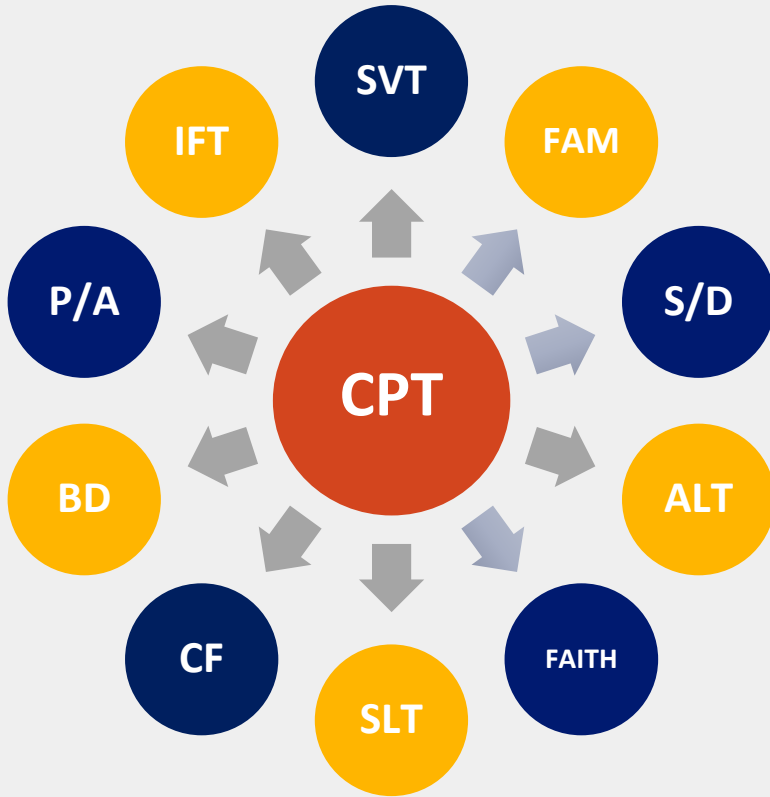 SVT
IFT
FAM
P/A
S/D
CPT
BD
ALT
CF
FAITH
SLT